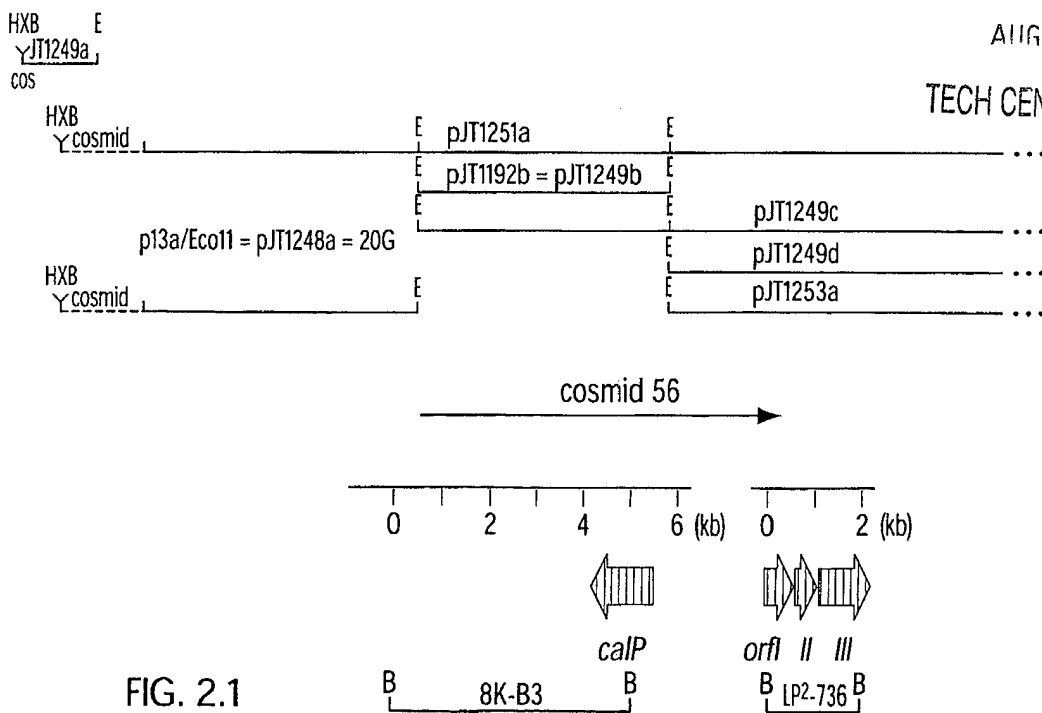 HXB E
JT1249a
cos
AUG
TECH CEN
HXB E pJT1251a E
cosmid
E pJT1192b = pJT1249b E
E E pJT1249c
p13a/Eco11 = pJT1248a = 20G
E pJT1249d
HXB E E pJT1253a
cosmid
cosmid 56
0 2 4 6 (kb) 0 2 (kb)
calP orfI II III
B 8K-B3 B B LP²-736 B
FIG. 2.1